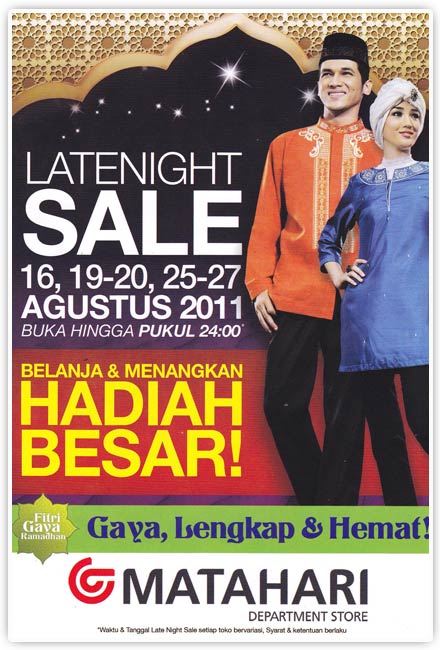 LATENIGHT
SALE
16, 19-20, 25-27
AGUSTUS 2011
BUKA HINGGA PUKUL 24:00*
BELANJA & MENANGKAN
HADIAH
BESAR!
Fitri
Gaya
Ramadhan
Gaya, Lengkap & Hemat!
MATAHARI
DEPARTMENT STORE
*Waktu & Tanggal Late Night Sale setiap toko bervariasi, Syarat & ketentuan berlaku